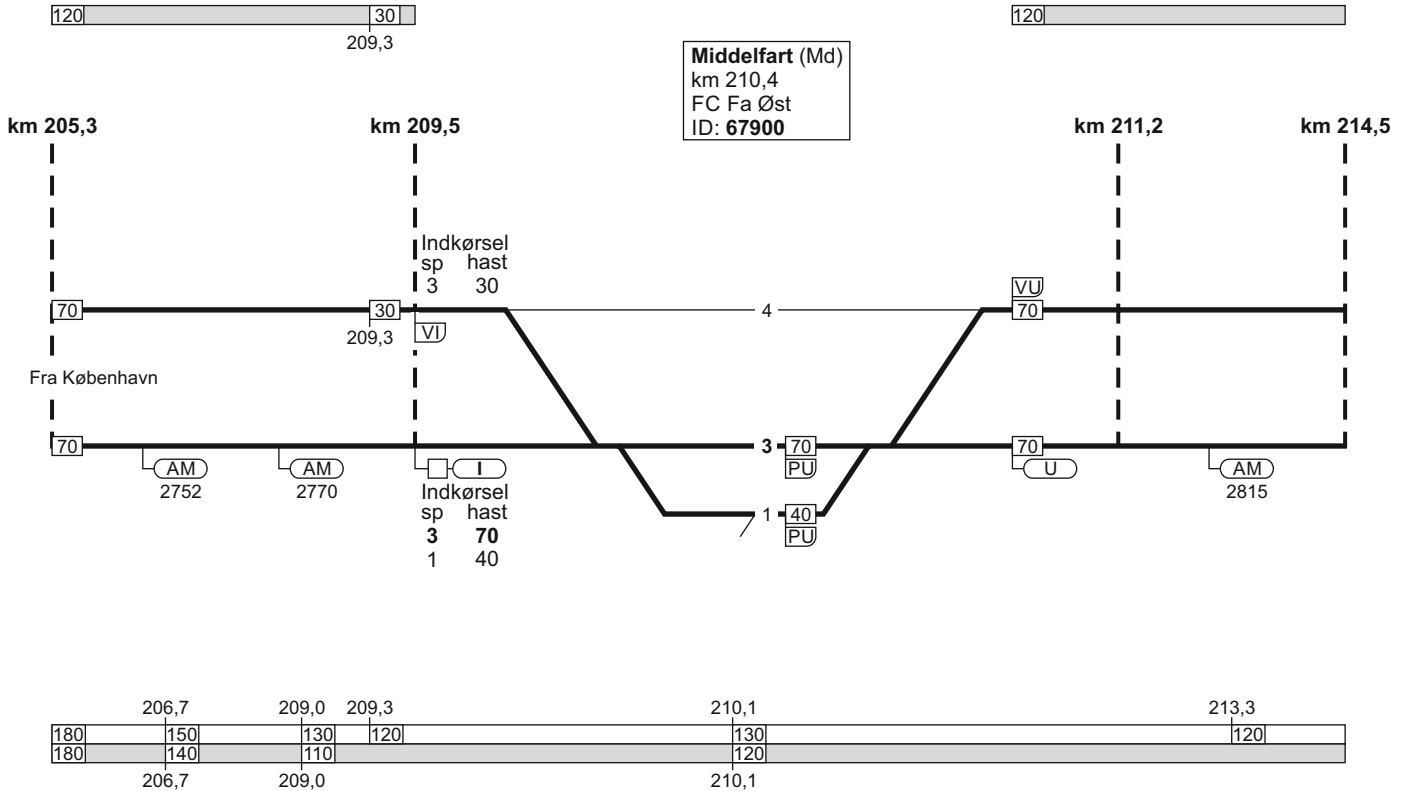 120 30 120
209,3
Middelfart (Md)
km 210,4
FC Fa Øst
ID: 67900
km 205,3 km 209,5 km 211,2 km 214,5
Indkørsel
sp hast
3 30
VU
70 30 4 70
209,3 VI
Fra København
70 3 70 70
AM AM I PU U AM
2752 2770 2815
Indkørsel
sp hast
3 70
1 40
1 40
PU
206,7 209,0 209,3 210,1 213,3
180 150 130 120 130 120
180 140 110 120
206,7 209,0 210,1